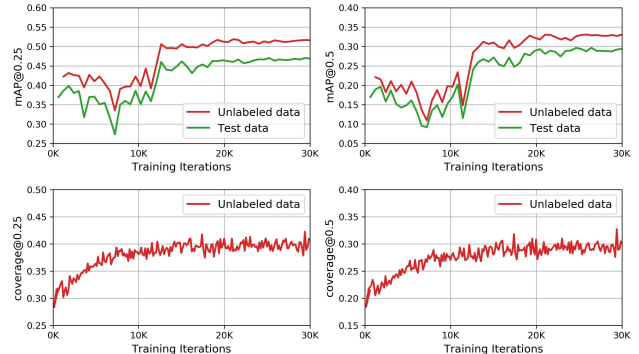 0.60
0.55
0.50
0.45
0.40
0.35
0.30
0.25
mAP@0.25
Unlabeled data
Test data
0K 10K 20K 30K
Training Iterations
0.40
0.35
0.30
0.25
0.20
0.15
0.10
0.05
mAP@0.5
Unlabeled data
Test data
0K 10K 20K 30K
Training Iterations
0.50
0.45
0.40
0.35
0.30
0.25
coverage@0.25
Unlabeled data
0K 10K 20K 30K
Training Iterations
0.40
0.35
0.30
0.25
0.20
0.15
coverage@0.5
Unlabeled data
0K 10K 20K 30K
Training Iterations